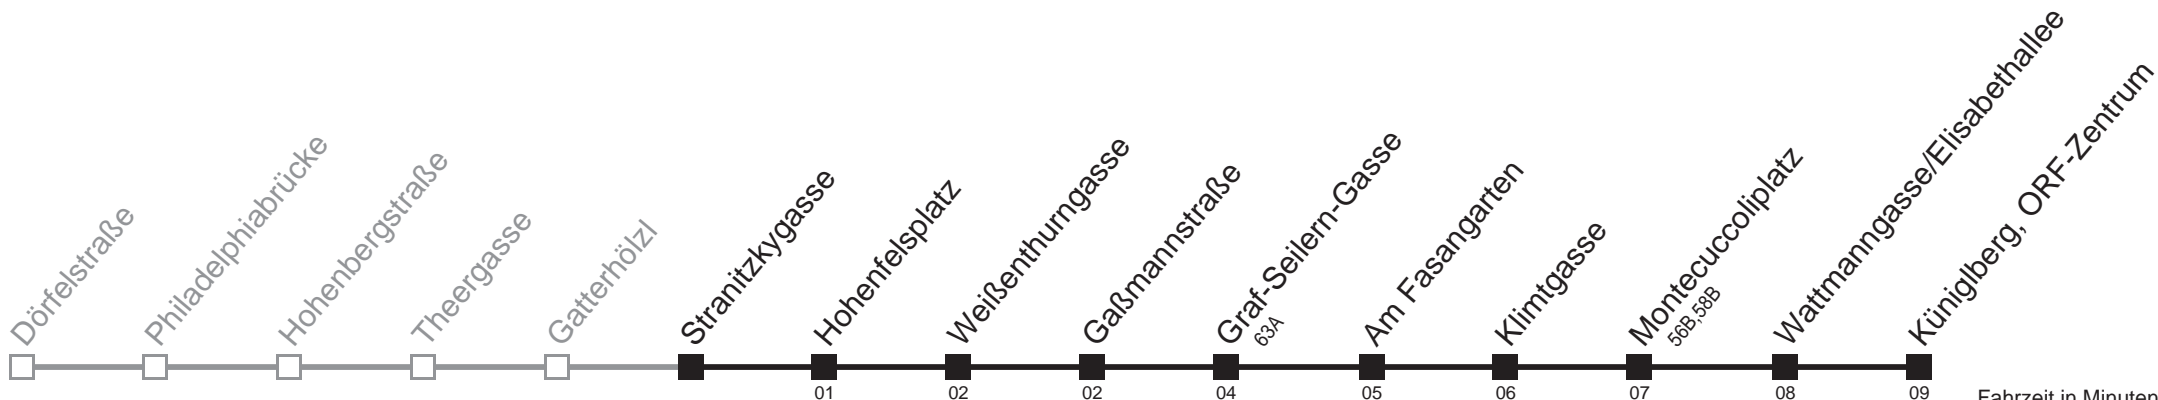 Dörfelstraße
Philadelphiabrücke
Hohenbergstraße
Theergasse
Gatterhölzl
Stranitzkygasse
Hohenfelsplatz
Weißenthurngasse
Gaßmannstraße
Graf-Seilern-Gasse
63A
Am Fasangarten
Klimtgasse
Montecuccoliplatz
56B,58B
Wattmanngasse/Elisabethallee
Küniglberg, ORF-Zentrum
01 02 02 04 05 06 07 08 09 Fahrzeit in Minuten